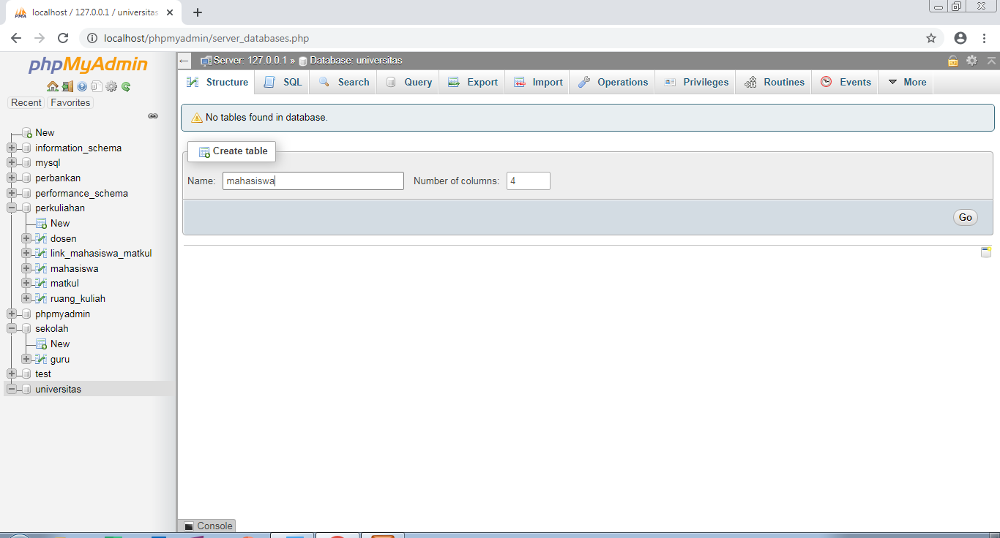 localhost / 127.0.0.1 / universitas
localhost/phpmyadmin/server_databases.php
phpMyAdmin
Recent Favorites
New
information_schema
mysql
perbankan
performance_schema
perkuliahan
New
dosen
link_mahasiswa_matkul
mahasiswa
matkul
ruang_kuliah
phpmyadmin
sekolah
New
guru
test
universitas
Server: 127.0.0.1 » Database: universitas
Structure SQL Search Query Export Import Operations Privileges Routines Events More
No tables found in database.
Create table
Name: mahasiswa Number of columns: 4
Go
Console